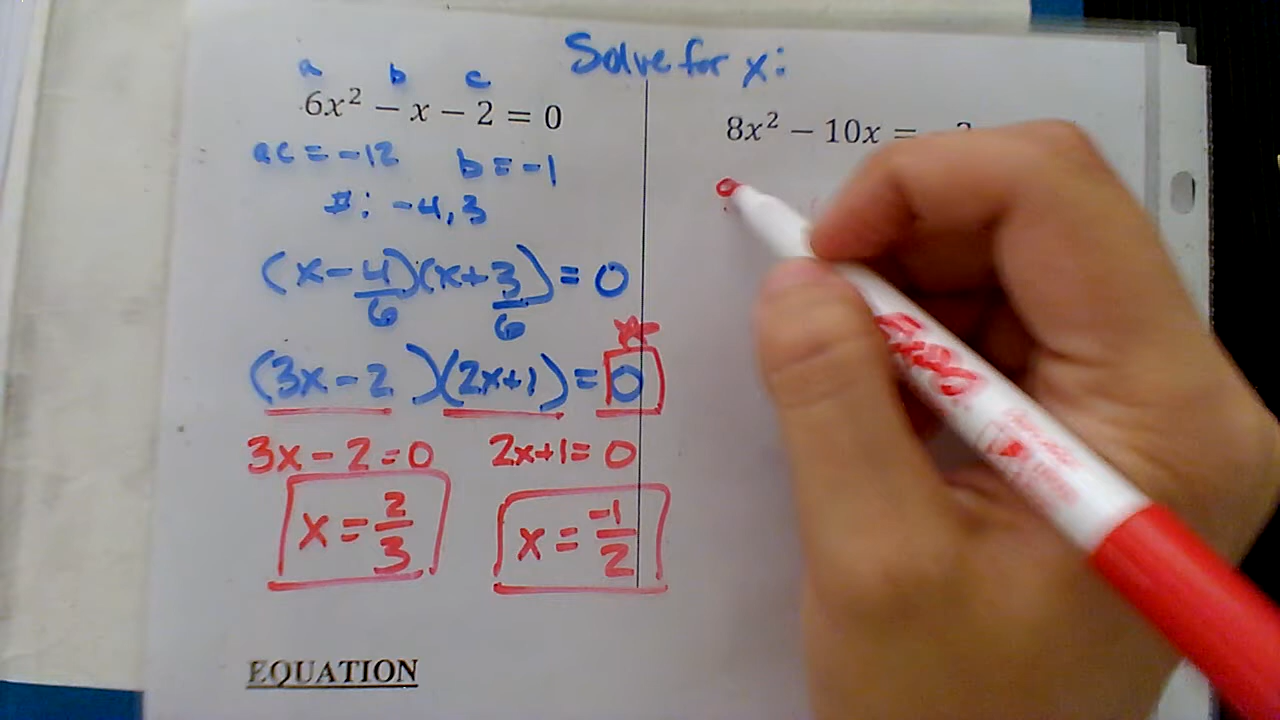 Solve for x:
a b c
6x² − x − 2 = 0
ac = -12 b = -1
#: -4, 3
(x - 4/6)(x + 3/6) = 0
(3x - 2 )(2x+1) = 0
3x - 2 = 0 2x+1 = 0
x = 2/3 x = -1/2
EQUATION
8x² − 10x =